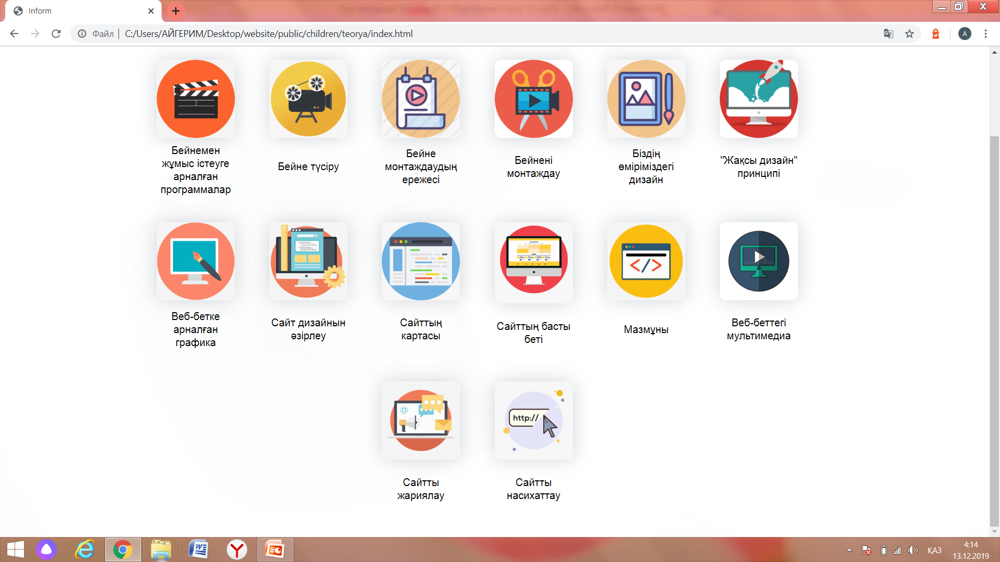 Inform
Файл | C:/Users/АЙГЕРИМ/Desktop/website/public/children/teorya/index.html
A
Бейнемен
жұмыс істеуге
арналған
программалар
Бейне түсіру
Бейне
монтаждаудың
ережесі
Бейнені
монтаждау
Біздің
өміріміздегі
дизайн
"Жақсы дизайн"
принципі
Веб-бетке
арналған
графика
Сайт дизайнын
әзірлеу
Сайттың
картасы
Сайттың басты
беті
Мазмұны
Веб-беттегі
мультимедиа
@
http://
Сайтты
жариялау
Сайтты
насихаттау
ҚАЗ
4:14
13.12.2019